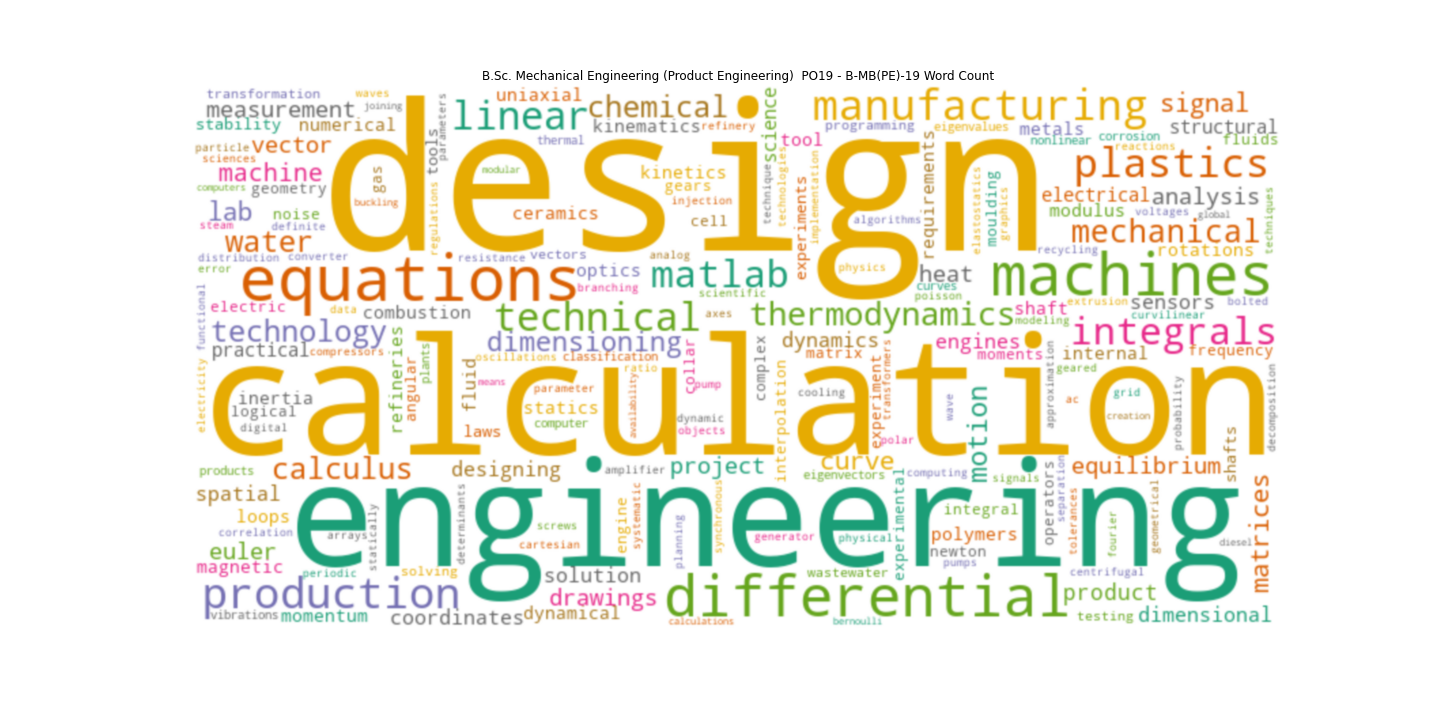 B.Sc. Mechanical Engineering (Product Engineering)  PO19 - B-MB(PE)-19 Word Count
transformation
waves
measurement
joining
stability
numerical
parameters
tools
linear
uniaxial
chemical
kinematics
refinery
thermal
science
tool
manufacturing
signal
programming
eigenvalues
metals
structural
nonlinear
corrosion
fluids
reactions
particle
vector
sciences
machine
computers
geometry
gas
buckling
design
modular
kinetics
gears
injection
ceramics
cell
technique
technologies
implementation
experiments
requirements
algorithms
elasostatics
graphics
moulding
plastics
electrical
analysis
modulus
voltages
global
techniques
mechanical
lab
noise
steam
definite
water
regulations
rotations
recycling
distribution
converter
resistance
vectors
analog
error
equations
optics
branching
matlab
scientific
physics
heat
curves
poisson
machines
functional
electric
data
combustion
technical
axes
thermodynamics
shaft
modeling
extrusion
sensors
bolted
curvilinear
technology
dimensioning
dynamics
engines
integrals
practical
compressors
refineries
plants
oscillations
classification
ratio
collar
complex
matrix
moments
internal
frequency
geared
electricity
angular
fluid
means
parameter
availability
pump
interpolation
cooling
experiment
transformers
wave
approximation
ac
grid
creation
probability
decomposition
inertia
logical
digital
calculation
laws
statics
computer
dynamic
objects
polar
motion
products
calculus
designing
amplifier
project
curve
eigenvectors
computing
signals
equilibrium
shafts
spatial
loops
correlation
arrays
statically
determinants
engineering
screws
cartesian
engine
systematic
planning
synchronous
generator
physical
experimental
integral
polymers
newton
pumps
operators
separation
tolerances
fourier
geometrical
diesel
matrices
euler
magnetic
periodic
solving
solution
wastewater
centrifugal
production
drawings
differential
product
vibrations
momentum
coordinates
dynamical
calculations
bernoulli
testing
dimensional